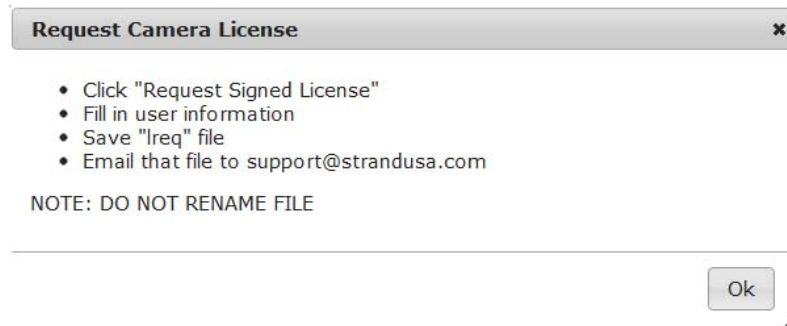 Request Camera License
• Click "Request Signed License"
• Fill in user information
• Save "lreq" file
• Email that file to support@strandusa.com
NOTE: DO NOT RENAME FILE
Ok